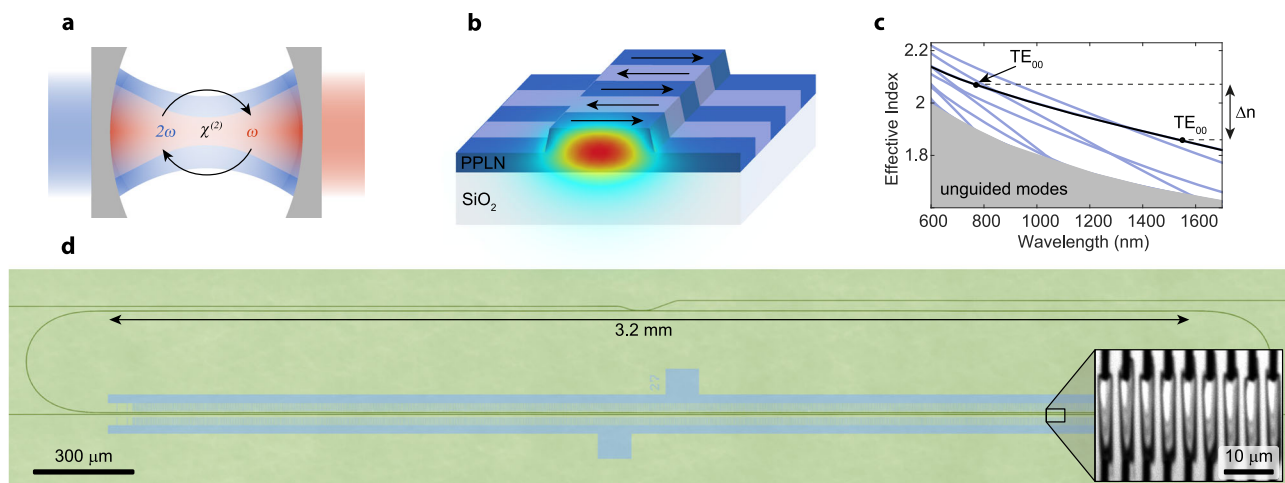 a
2ω
χ(2)
ω
b
PPLN
SiO2
c
Effective Index
2.2
2
1.8
TE00
TE00
Δn
unguided modes
600 800 1000 1200 1400 1600
Wavelength (nm)
d
3.2 mm
27
300 μm
10 μm